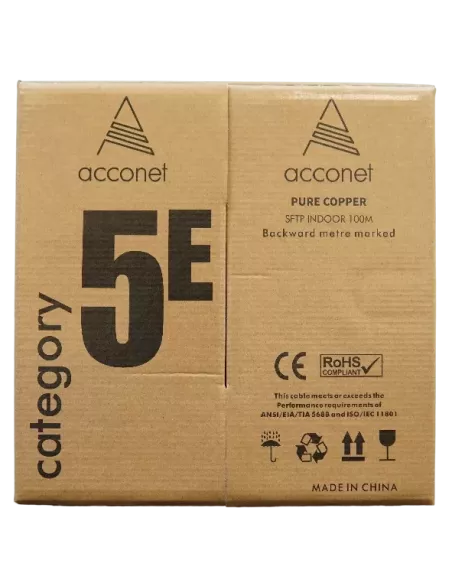 acconet
category
5E
acconet
PURE COPPER
SFTP INDOOR 100M
Backward metre marked
CE
RoHS
COMPLIANT
This cable meets or exceeds the
Performance requirements of
ANSI/EIA/TIA 568B and ISO/IEC 11801
MADE IN CHINA